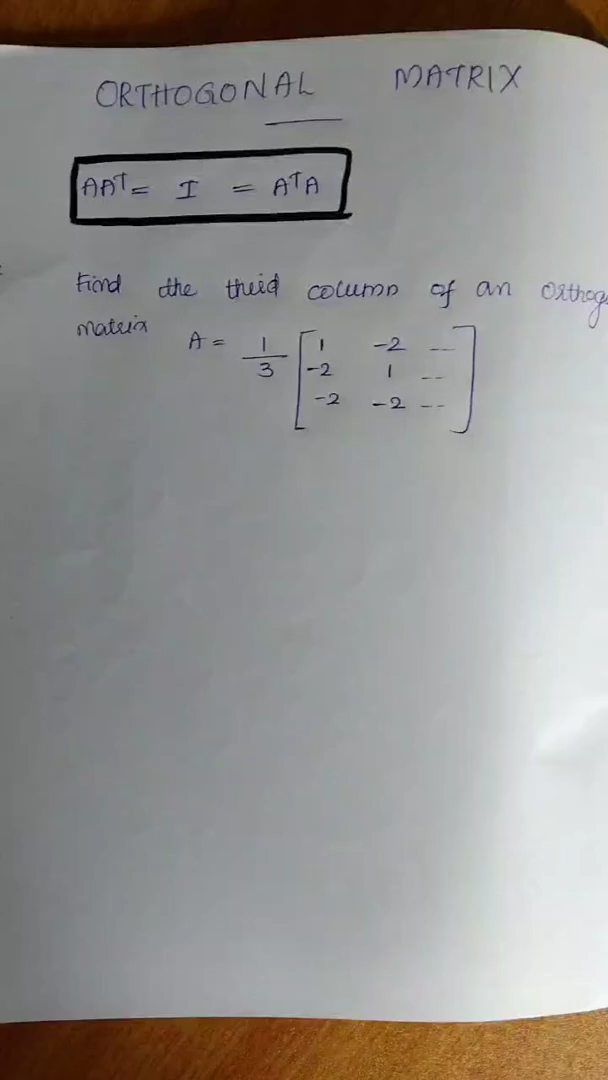 ORTHOGONAL MATRIX
AAᵀ = I = AᵀA
Find the third column of an
matrix A = 1/3 [ 1 -2 --
-2 1 --
-2 -2 -- ]